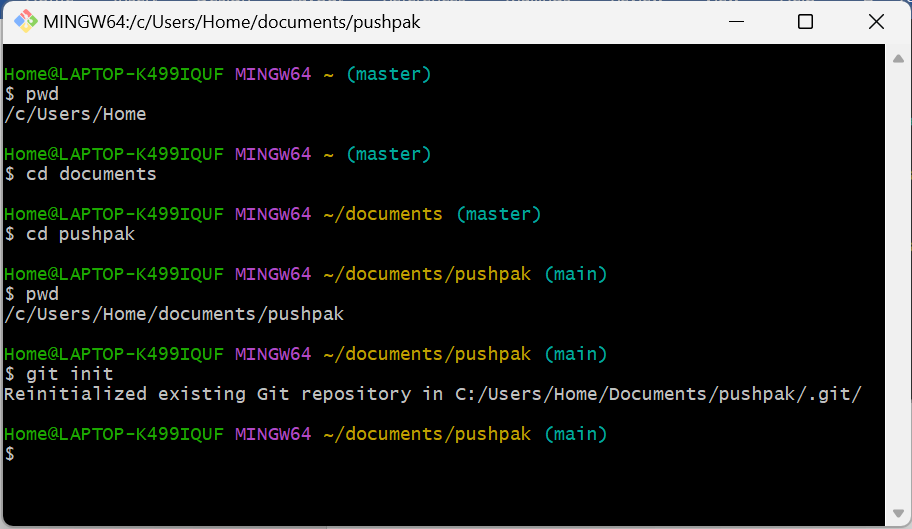 MINGW64:/c/Users/Home/documents/pushpak
Home@LAPTOP-K499IQUF MINGW64 ~ (master)
$ pwd
/c/Users/Home
Home@LAPTOP-K499IQUF MINGW64 ~ (master)
$ cd documents
Home@LAPTOP-K499IQUF MINGW64 ~/documents (master)
$ cd pushpak
Home@LAPTOP-K499IQUF MINGW64 ~/documents/pushpak (main)
$ pwd
/c/Users/Home/documents/pushpak
Home@LAPTOP-K499IQUF MINGW64 ~/documents/pushpak (main)
$ git init
Reinitialized existing Git repository in C:/Users/Home/Documents/pushpak/.git/
Home@LAPTOP-K499IQUF MINGW64 ~/documents/pushpak (main)
$